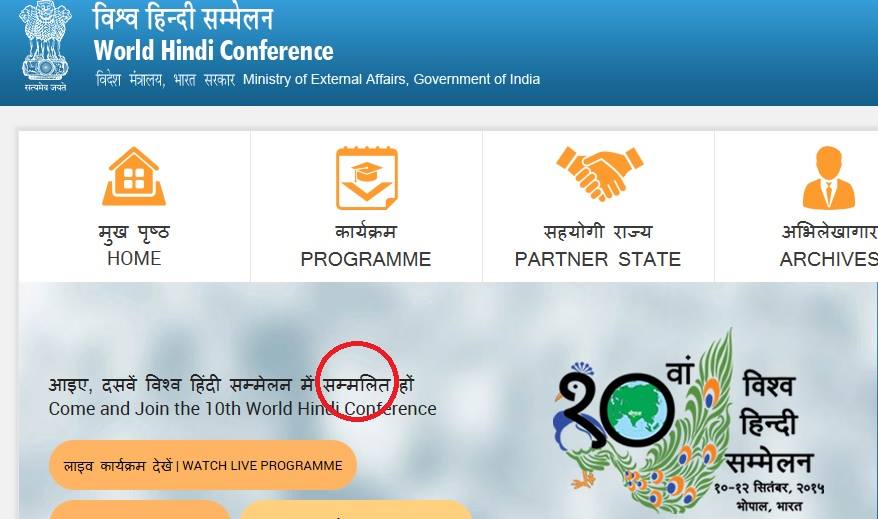 विश्व हिन्दी सम्मेलन
World Hindi Conference
सत्यमेव जयते
विदेश मंत्रालय, भारत सरकार Ministry of External Affairs, Government of India
मुख पृष्ठ
HOME
कार्यक्रम
PROGRAMME
सहयोगी राज्य
PARTNER STATE
अभिलेखागार
ARCHIVES
आइए, दसवें विश्व हिंदी सम्मेलन में सम्मलित हों
Come and Join the 10th World Hindi Conference
लाइव कार्यक्रम देखें | WATCH LIVE PROGRAMME
१०वां
विश्व
हिन्दी
सम्मेलन
१०-१२ सितंबर, २०१५
भोपाल, भारत